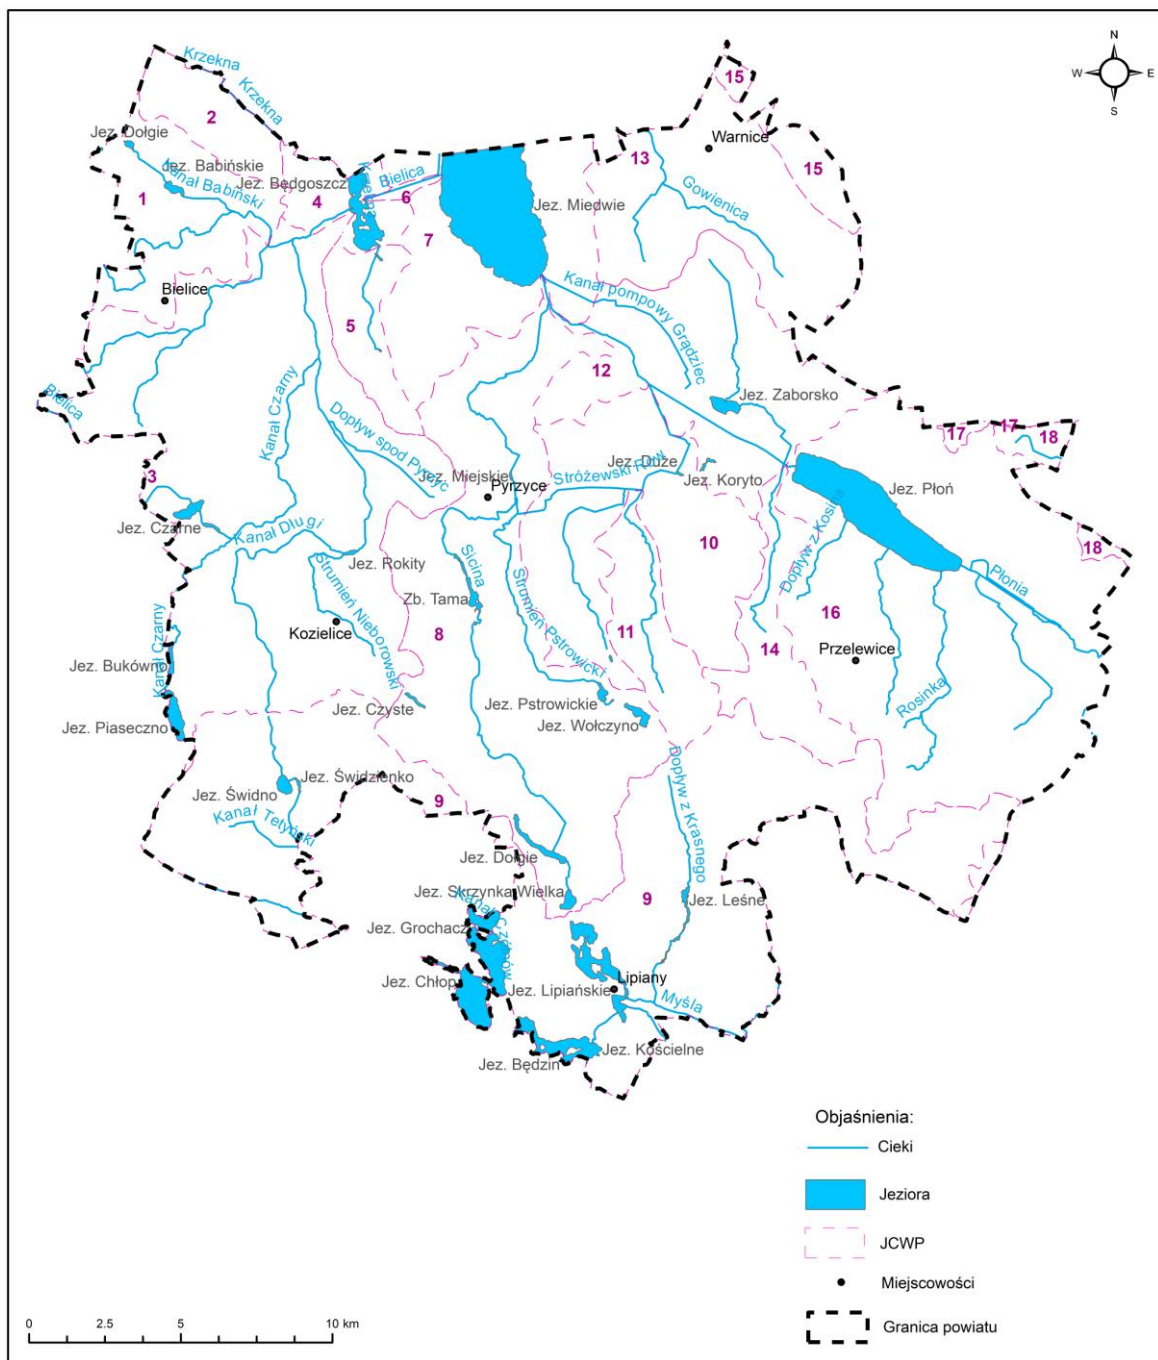 N
W E
S
Krzekna
Krzekna
2
15
Warnice
Jez. Dołgie
13
15
Jez. Babińskie
Kanał Babiński
Jez. Będgoszcz
Bielica
1
4
6
Jez. Miedwie
Gowienica
7
Bielice
Kanał pompowy Grądziec
5
12
Bielica
Kanał Czarny
Dopływ spod Pyrzyc
Jez. Zaborsko
17
17
18
3
Jez. Miejskie
Pyrzyce
Stróżewski Rów
Jez. Duże
Jez. Koryto
Jez. Płoń
Jez. Czarne
Kanał Długi
10
Dopływ z Kosina
18
Jez. Rokity
Sicina
Płonia
Zb. Tama
Strumień Nieborowski
Strumień Pstrowicki
Kozielice
8
11
16
14
Przelewice
Kanał Czarny
Jez. Bukówno
Rosinka
Jez. Czyste
Jez. Pstrowickie
Jez. Wołczyno
Jez. Piaseczno
Jez. Świdzienko
Jez. Świdno
9
Dopływ z Krasnego
Kanał Tetyński
Jez. Dołgie
Jez. Skrzynka Wielka
9
Jez. Leśne
Jez. Grochacz
Jez. Chłop
Lipiany
Jez. Lipiańskie
Myśla
Jez. Kościelne
Jez. Będzin
Objaśnienia:
Cieki
Jeziora
JCWP
Miejscowości
Granica powiatu
0 2.5 5 10 km